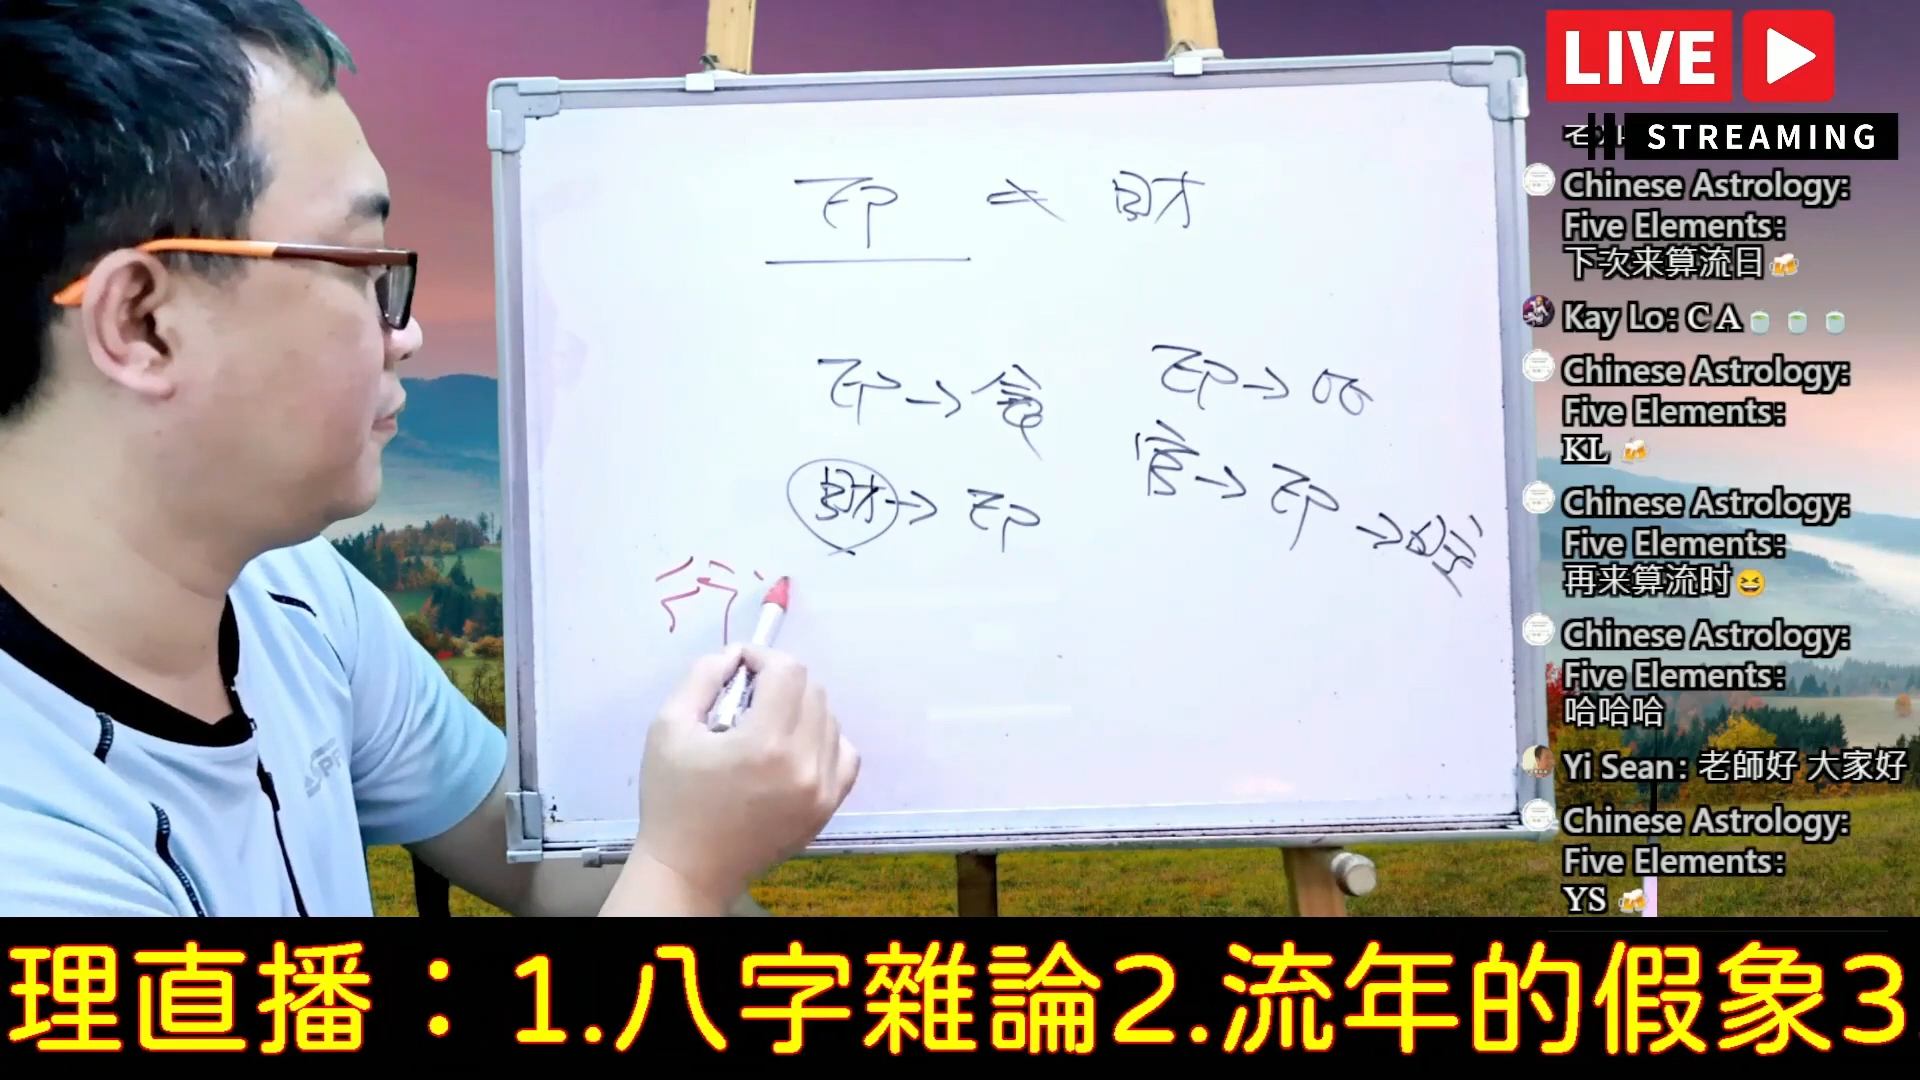 LIVE
STREAMING
印 ← 財
印 → 食
印 → 比
財 → 印
官 → 印 →
Chinese Astrology:
Five Elements:
下次来算流日🍻
Kay Lo: C A🍵 🍵 🍵
Chinese Astrology:
Five Elements:
KL 🍻
Chinese Astrology:
Five Elements:
再来算流时😆
Chinese Astrology:
Five Elements:
哈哈哈
Yi Sean: 老師好 大家好
Chinese Astrology:
Five Elements:
YS 🍻
理直播：1.八字雜論2.流年的假象3